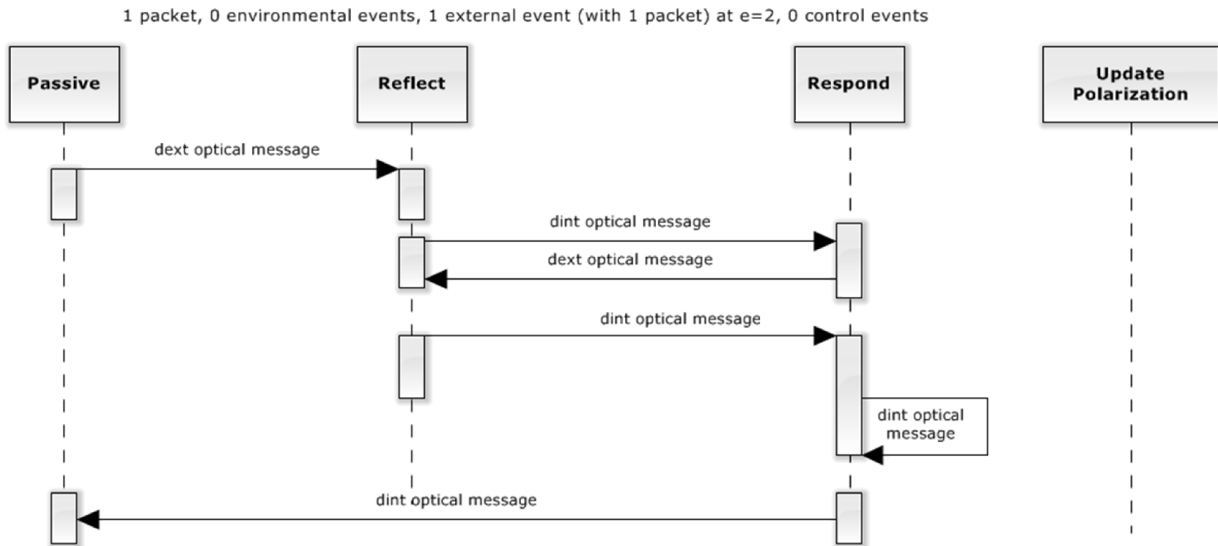 1 packet, 0 environmental events, 1 external event (with 1 packet) at e=2, 0 control events
Passive
Reflect
Respond
Update
Polarization
dext optical message
dint optical message
dext optical message
dint optical message
dint optical
message
dint optical message